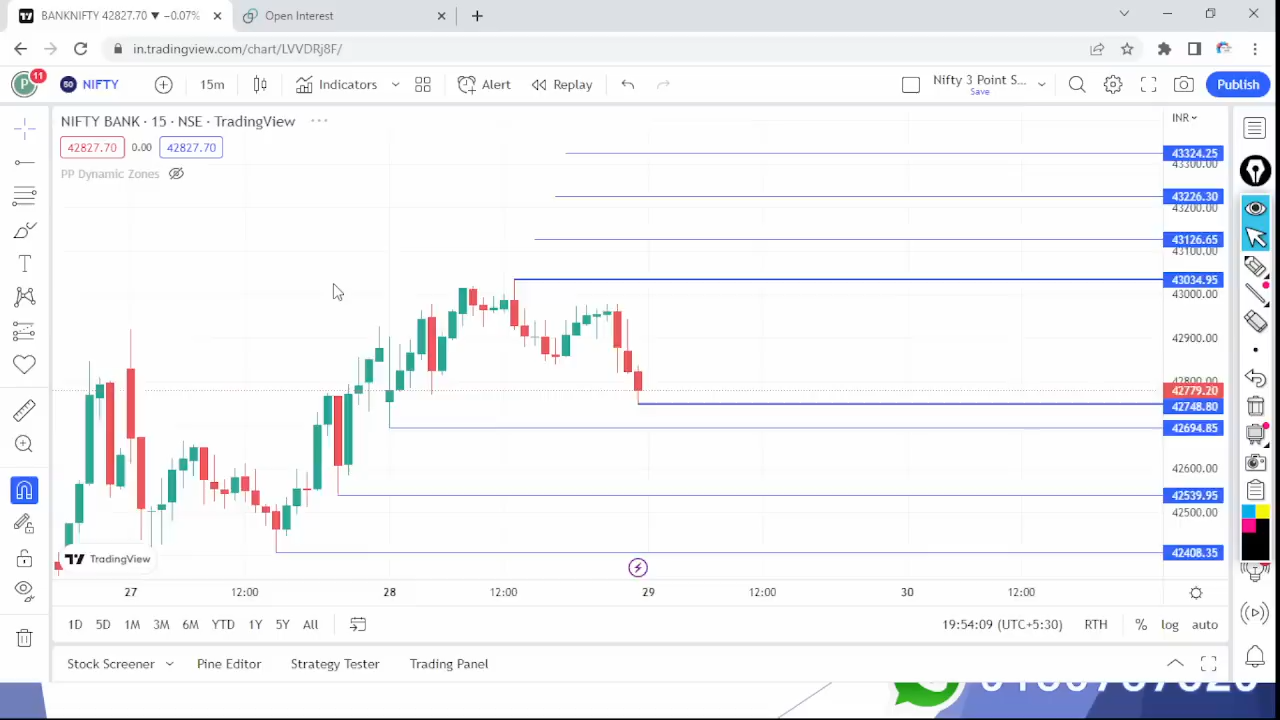 BANKNIFTY 42827.70 ▼ −0.07%
Open Interest
in.tradingview.com/chart/LVVDRj8F/
P
11
50
NIFTY
15m
Indicators
Alert
Replay
Nifty 3 Point S...
Save
Publish
NIFTY BANK · 15 · NSE · TradingView
INR
42827.70
0.00
42827.70
PP Dynamic Zones
43324.25
43300.00
43226.30
43200.00
43126.65
43100.00
43034.95
43000.00
42900.00
42800.00
42779.20
42748.80
42694.85
42600.00
42539.95
42500.00
42408.35
TradingView
27
12:00
28
12:00
29
12:00
30
12:00
1D
5D
1M
3M
6M
YTD
1Y
5Y
All
19:54:09 (UTC+5:30)
RTH
%
log
auto
Stock Screener
Pine Editor
Strategy Tester
Trading Panel